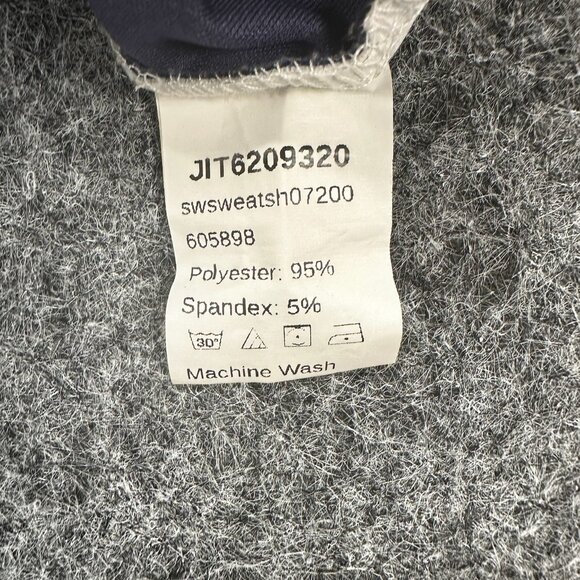 JIT6209320
swsweatsh07200
605898
Polyester: 95%
Spandex: 5%
30°
Machine Wash